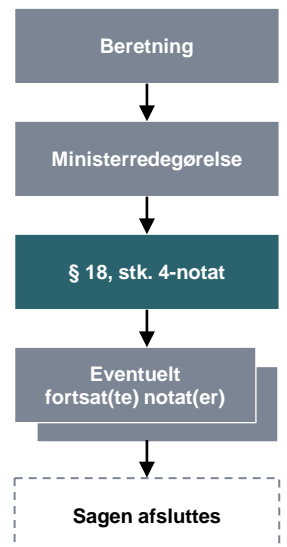 Beretning
Ministerredegørelse
§ 18, stk. 4-notat
Eventuelt
fortsat(te) notat(er)
Sagen afsluttes